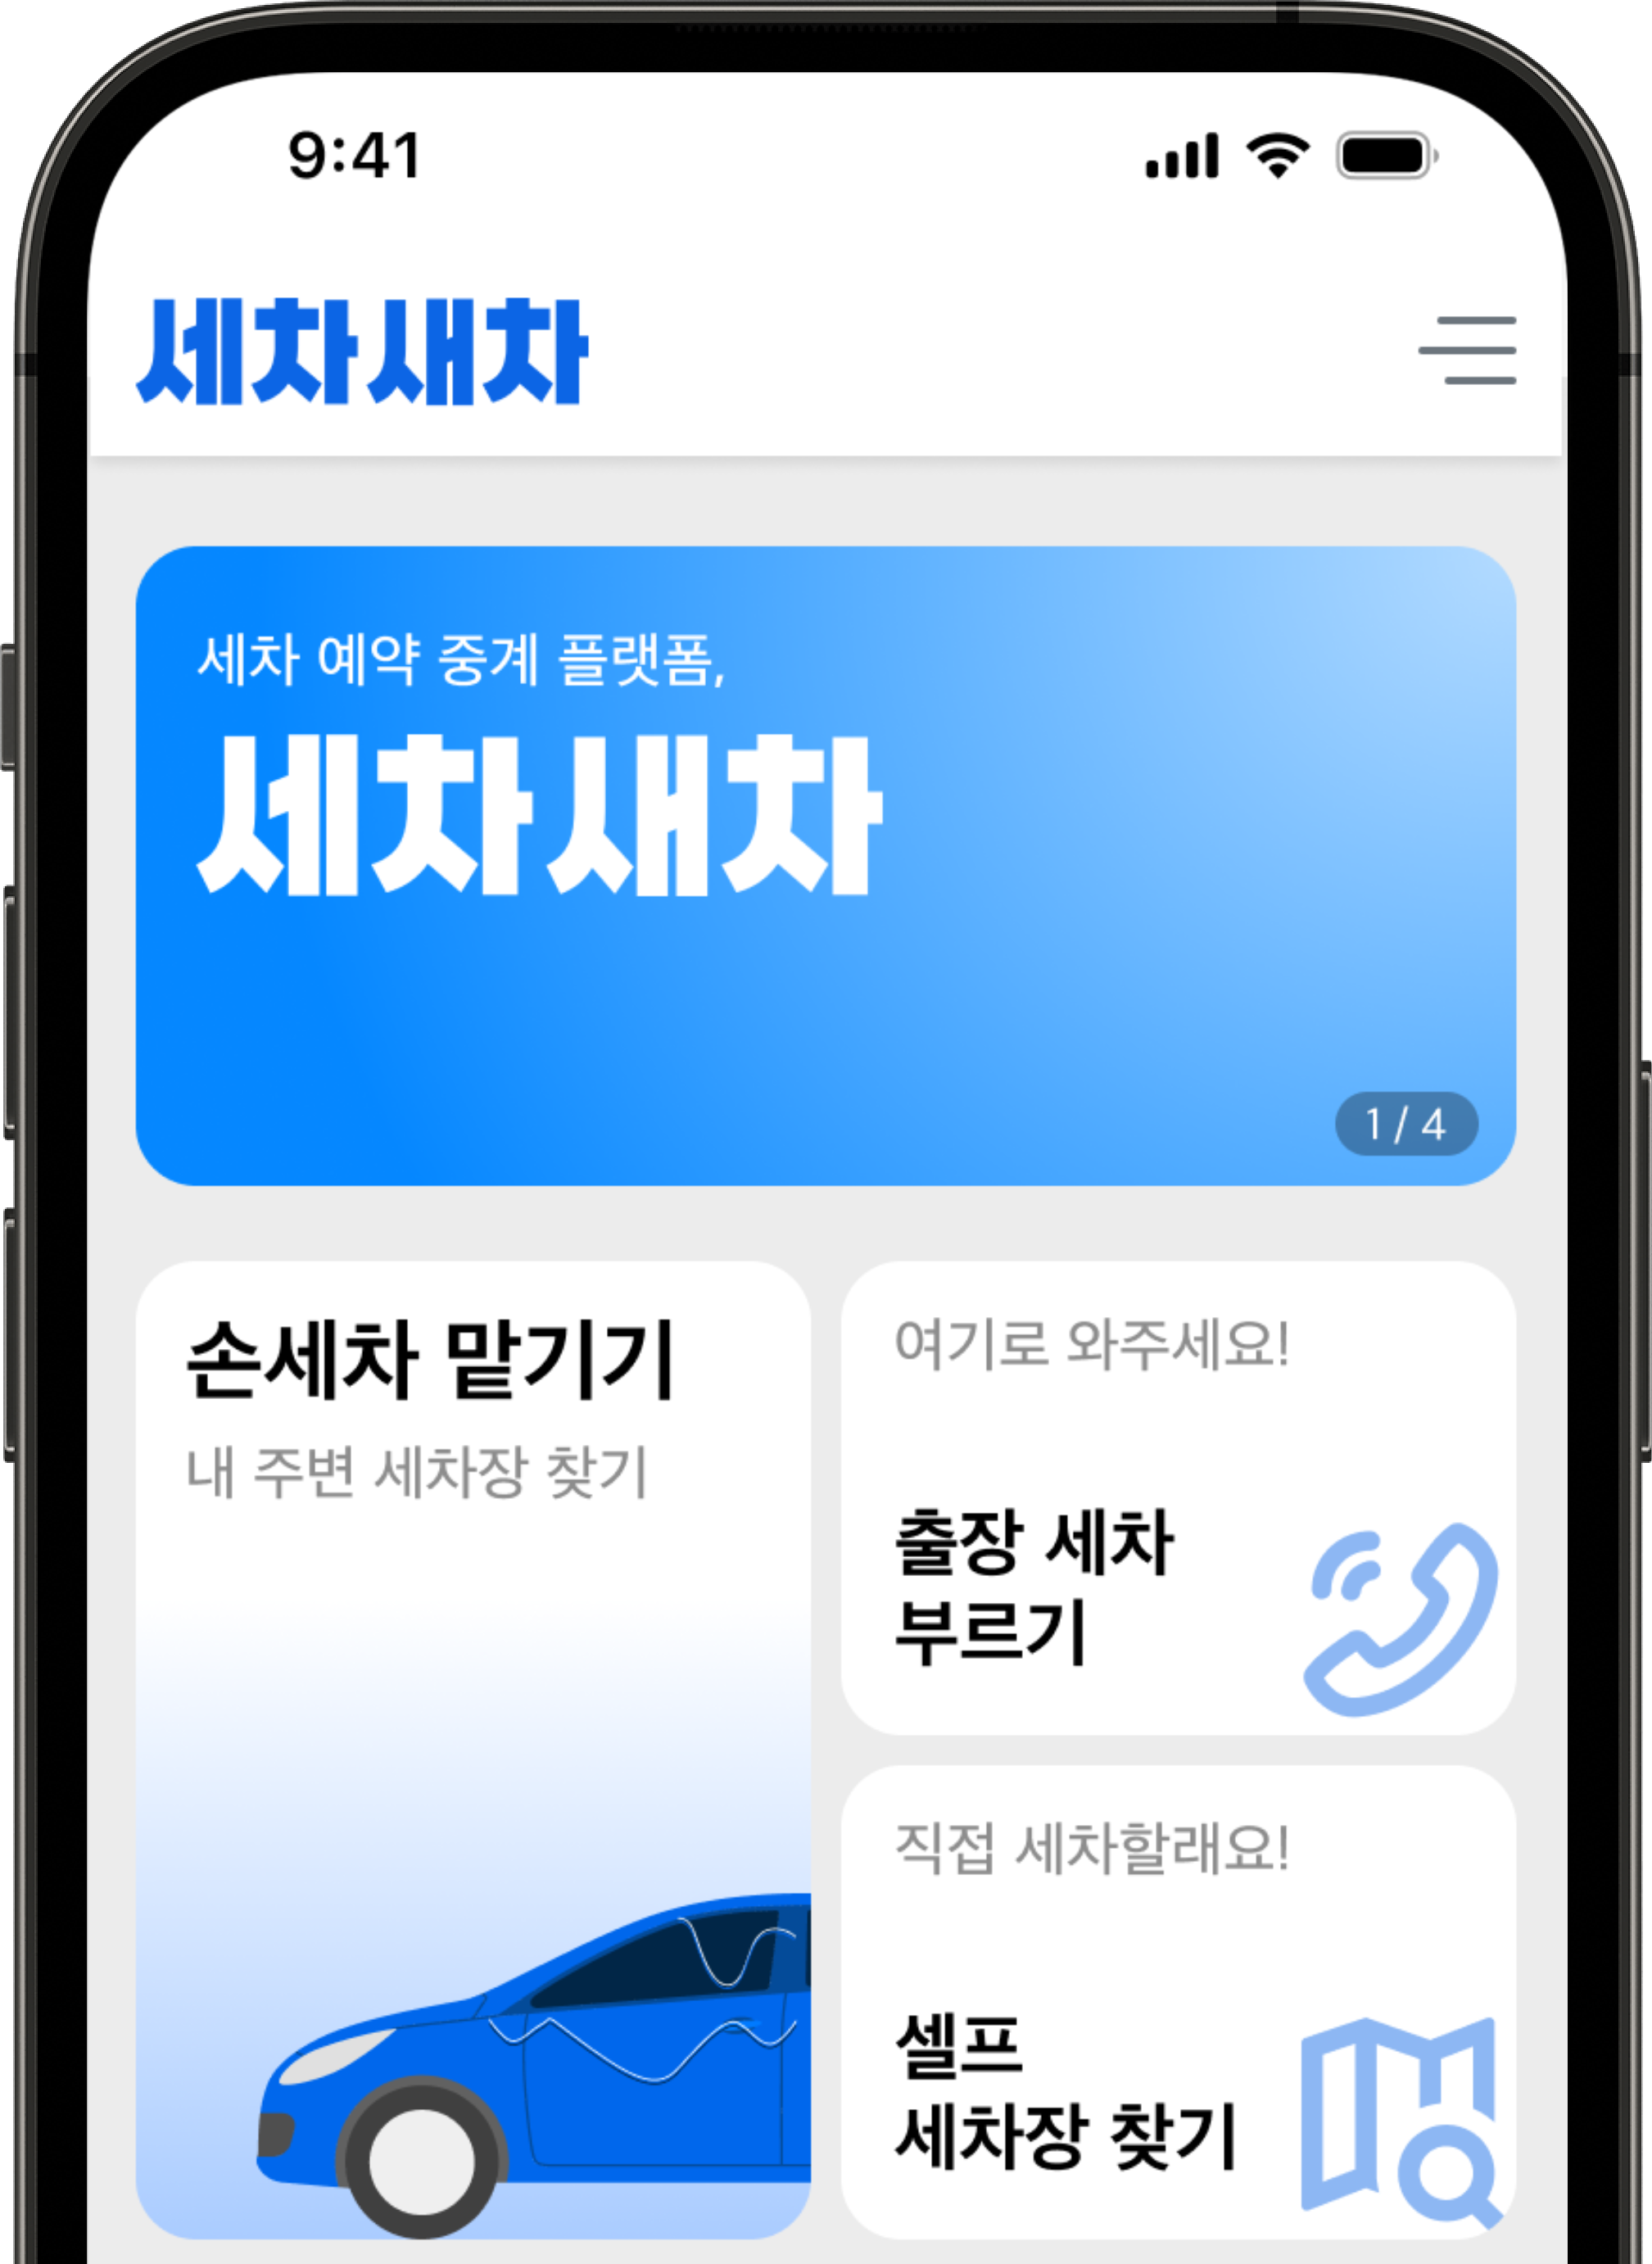 9:41
세차새차
세차 예약 중계 플랫폼,
세차새차
1 / 4
손세차 맡기기
내 주변 세차장 찾기
여기로 와주세요!
출장 세차
부르기
직접 세차할래요!
셀프
세차장 찾기